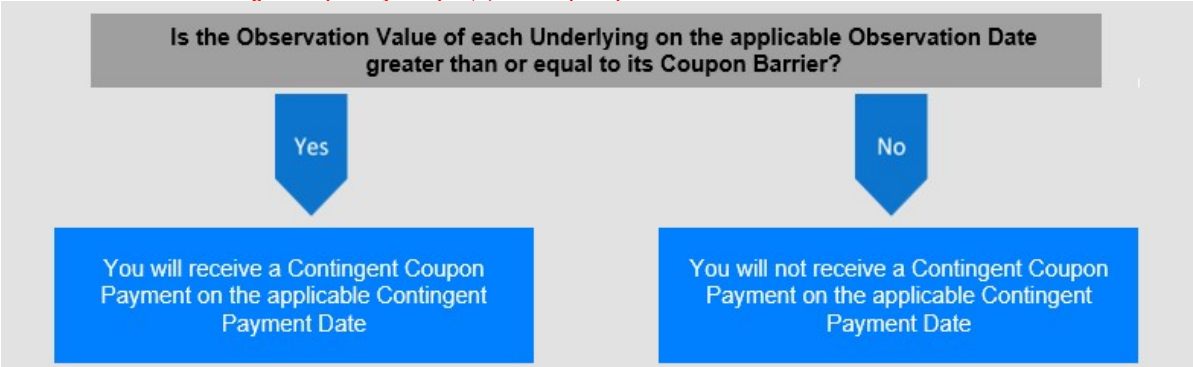 Is the Observation Value of each Underlying on the applicable Observation Date
greater than or equal to its Coupon Barrier?
Yes
No
You will receive a Contingent Coupon
Payment on the applicable Contingent
Payment Date
You will not receive a Contingent Coupon
Payment on the applicable Contingent
Payment Date